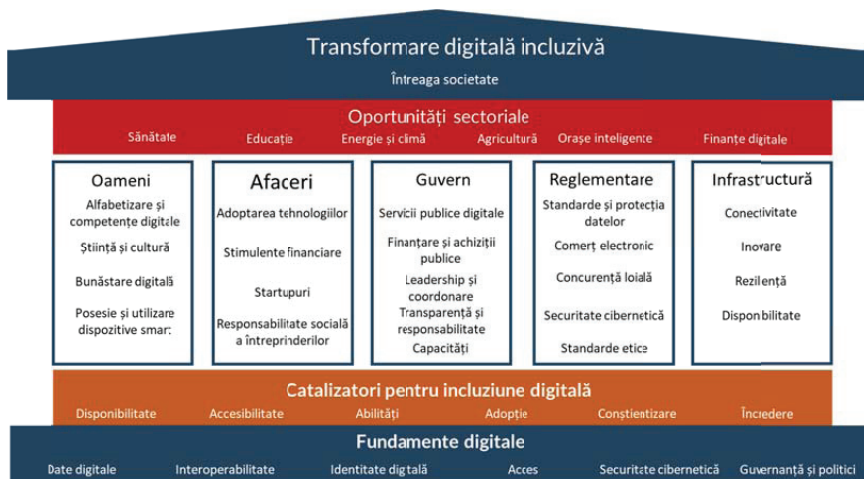 Transformare digitală incluzivă
Întreaga societate
Oportunități sectoriale
Sănătate Educație Energie și climă Agricultură Orașe inteligente Finanțe digitale
Oameni
Alfabetizare și
competențe digitale
Știință și cultură
Bunăstare digitală
Posesie și utilizare
dispozitive smart
Afaceri
Adoptarea tehnologiilor
Stimulente financiare
Startupuri
Responsabilitate socială
a întreprinderilor
Guvern
Servicii publice digitale
Finanțare și achiziții
publice
Leadership și
coordonare
Transparență și
responsabilitate
Capacități
Reglementare
Standarde și protecția
datelor
Comerț electronic
Concurență loială
Securitate cibernetică
Standarde etice
Infrastructură
Conectivitate
Inovare
Reziliență
Disponibilitate
Catalizatori pentru incluziune digitală
Disponibilitate Accesibilitate Abilități Adopție Conștientizare Încredere
Fundamente digitale
Date digitale Interoperabilitate Identitate digitală Acces Securitate cibernetică Guvernanță și politici